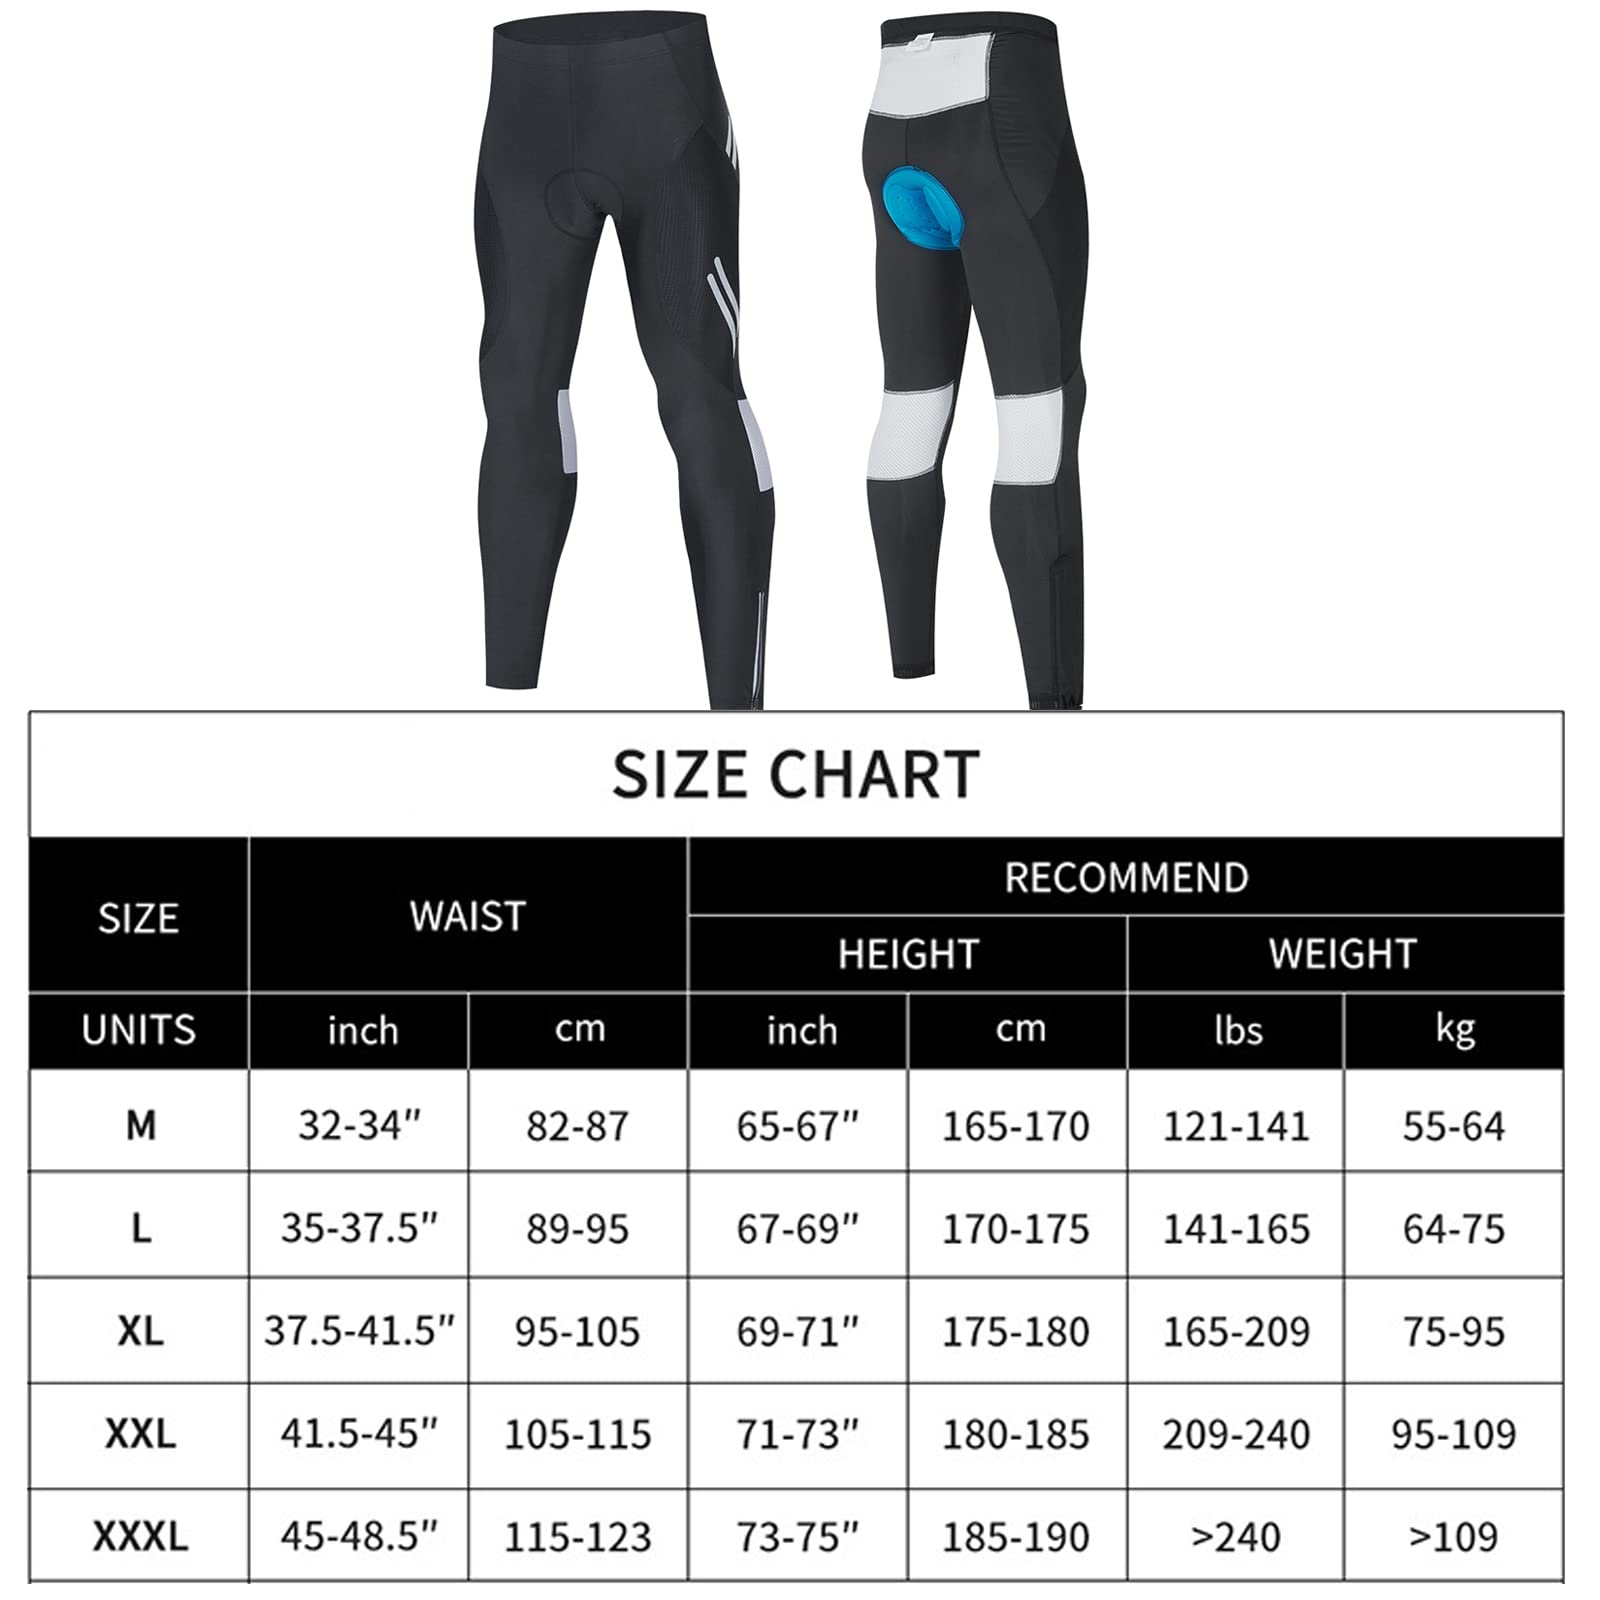 SIZE CHART
SIZE WAIST RECOMMEND
HEIGHT WEIGHT
UNITS inch cm inch cm lbs kg
M 32-34" 82-87 65-67" 165-170 121-141 55-64
L 35-37.5" 89-95 67-69" 170-175 141-165 64-75
XL 37.5-41.5" 95-105 69-71" 175-180 165-209 75-95
XXL 41.5-45" 105-115 71-73" 180-185 209-240 95-109
XXXL 45-48.5" 115-123 73-75" 185-190 >240 >109